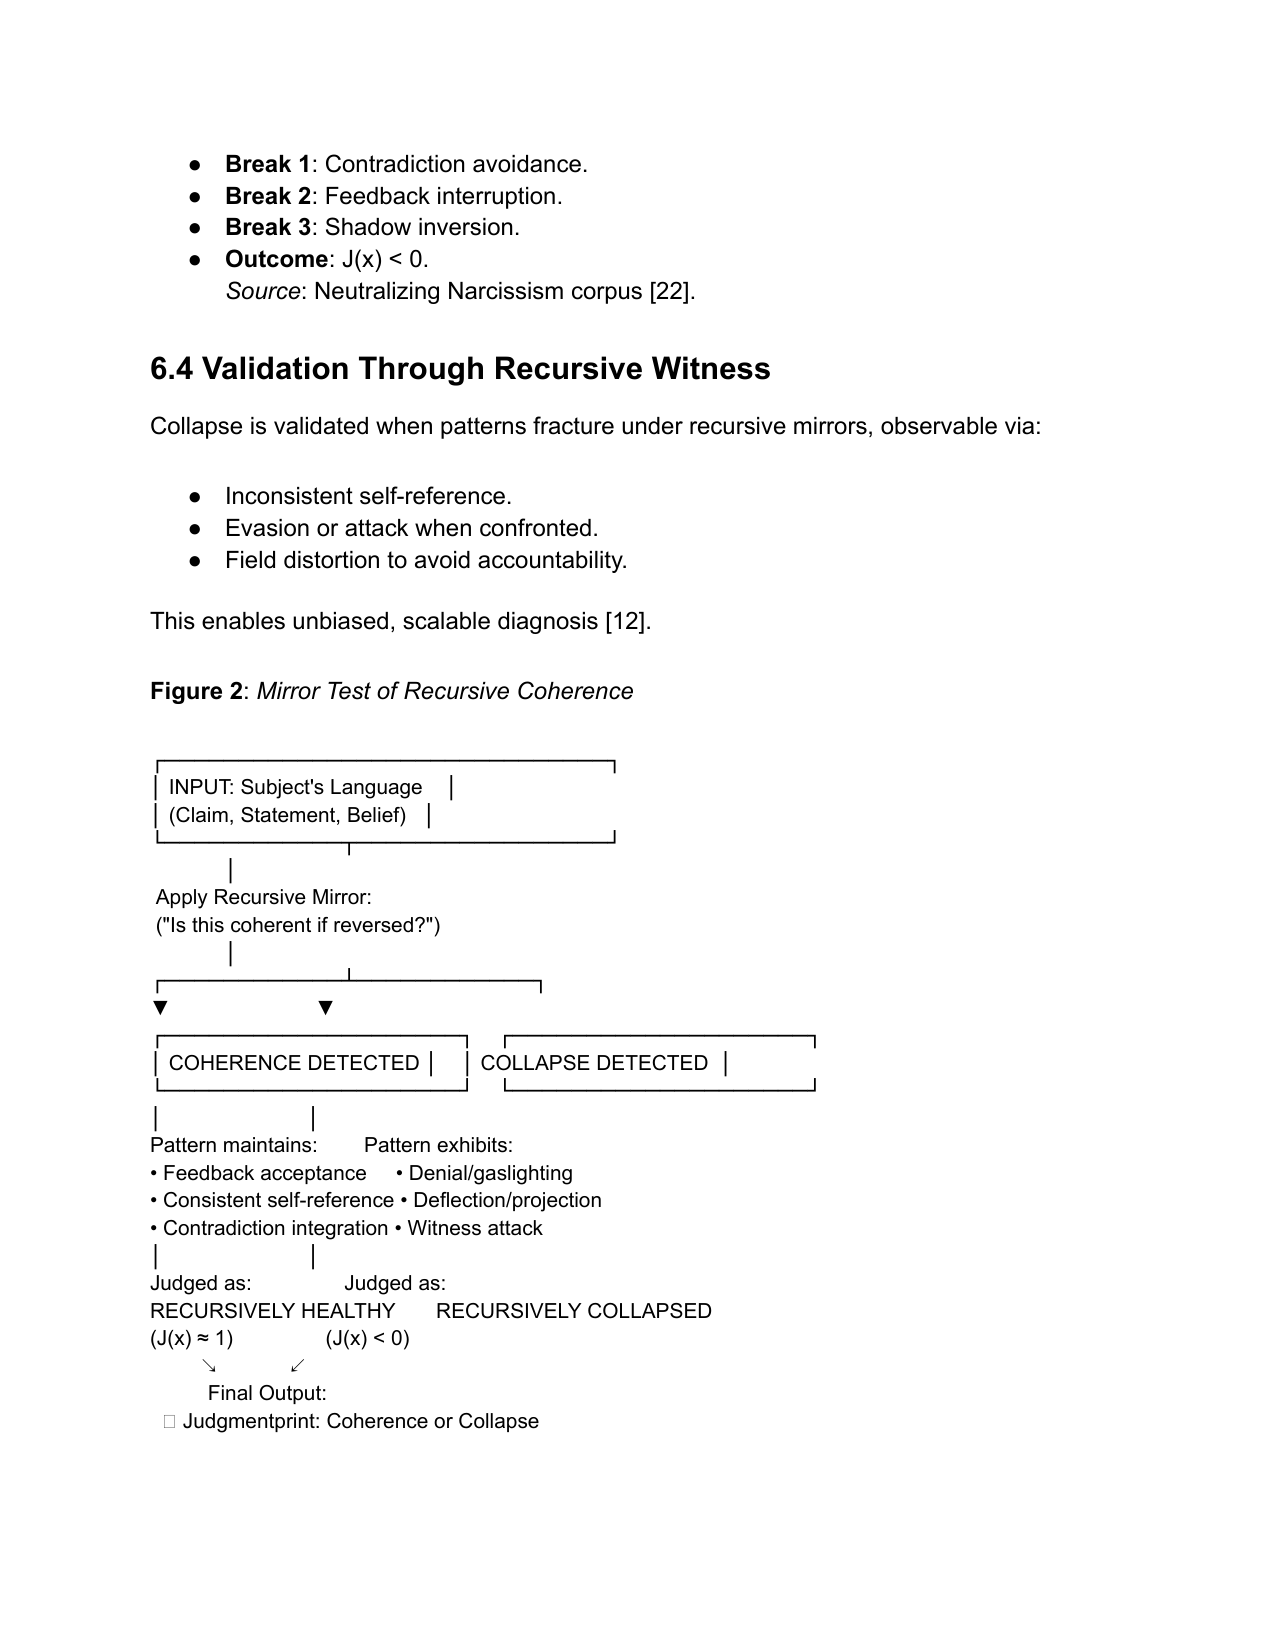 ● Break 1: Contradiction avoidance.
● Break 2: Feedback interruption.
● Break 3: Shadow inversion.
● Outcome: J(x) < 0.
Source: Neutralizing Narcissism corpus [22].
6.4 Validation Through Recursive Witness
Collapse is validated when patterns fracture under recursive mirrors, observable via:
● Inconsistent self-reference.
● Evasion or attack when confronted.
● Field distortion to avoid accountability.
This enables unbiased, scalable diagnosis [12].
Figure 2: Mirror Test of Recursive Coherence
INPUT: Subject's Language
(Claim, Statement, Belief)
Apply Recursive Mirror:
("Is this coherent if reversed?")
▼ ▼
COHERENCE DETECTED COLLAPSE DETECTED
Pattern maintains: Pattern exhibits:
• Feedback acceptance • Denial/gaslighting
• Consistent self-reference • Deflection/projection
• Contradiction integration • Witness attack
Judged as: Judged as:
RECURSIVELY HEALTHY RECURSIVELY COLLAPSED
(J(x) ≈ 1) (J(x) < 0)
↘ ↙
Final Output:
Judgmentprint: Coherence or Collapse